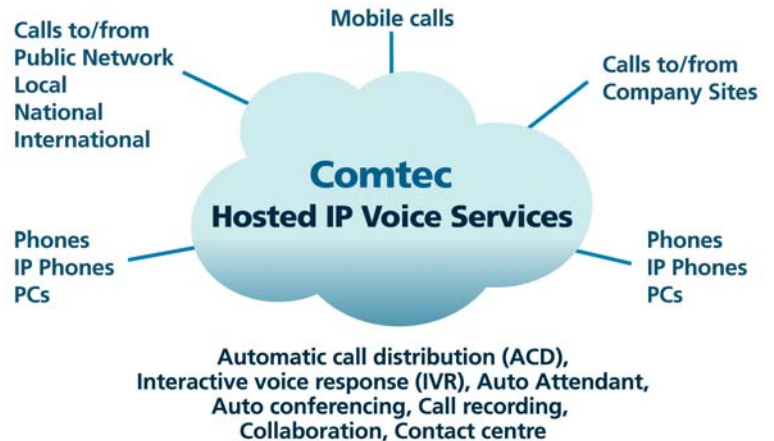 Mobile calls
Calls to/from
Public Network
Local
National
International
Calls to/from
Company Sites
Comtec
Hosted IP Voice Services
Phones
IP Phones
PCs
Phones
IP Phones
PCs
Automatic call distribution (ACD),
Interactive voice response (IVR), Auto Attendant,
Auto conferencing, Call recording,
Collaboration, Contact centre